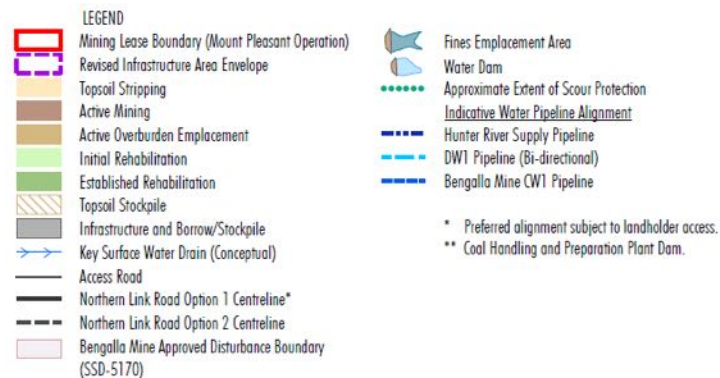 LEGEND
Mining Lease Boundary (Mount Pleasant Operation)
Revised Infrastructure Area Envelope
Topsoil Stripping
Active Mining
Active Overburden Emplacement
Initial Rehabilitation
Established Rehabilitation
Topsoil Stockpile
Infrastructure and Borrow/Stockpile
Key Surface Water Drain (Conceptual)
Access Road
Northern Link Road Option 1 Centreline*
Northern Link Road Option 2 Centreline
Bengalla Mine Approved Disturbance Boundary
(SSD-5170)
Fines Emplacement Area
Water Dam
Approximate Extent of Scour Protection
Indicative Water Pipeline Alignment
Hunter River Supply Pipeline
DW1 Pipeline (Bi-directional)
Bengalla Mine CW1 Pipeline
* Preferred alignment subject to landholder access.
** Coal Handling and Preparation Plant Dam.